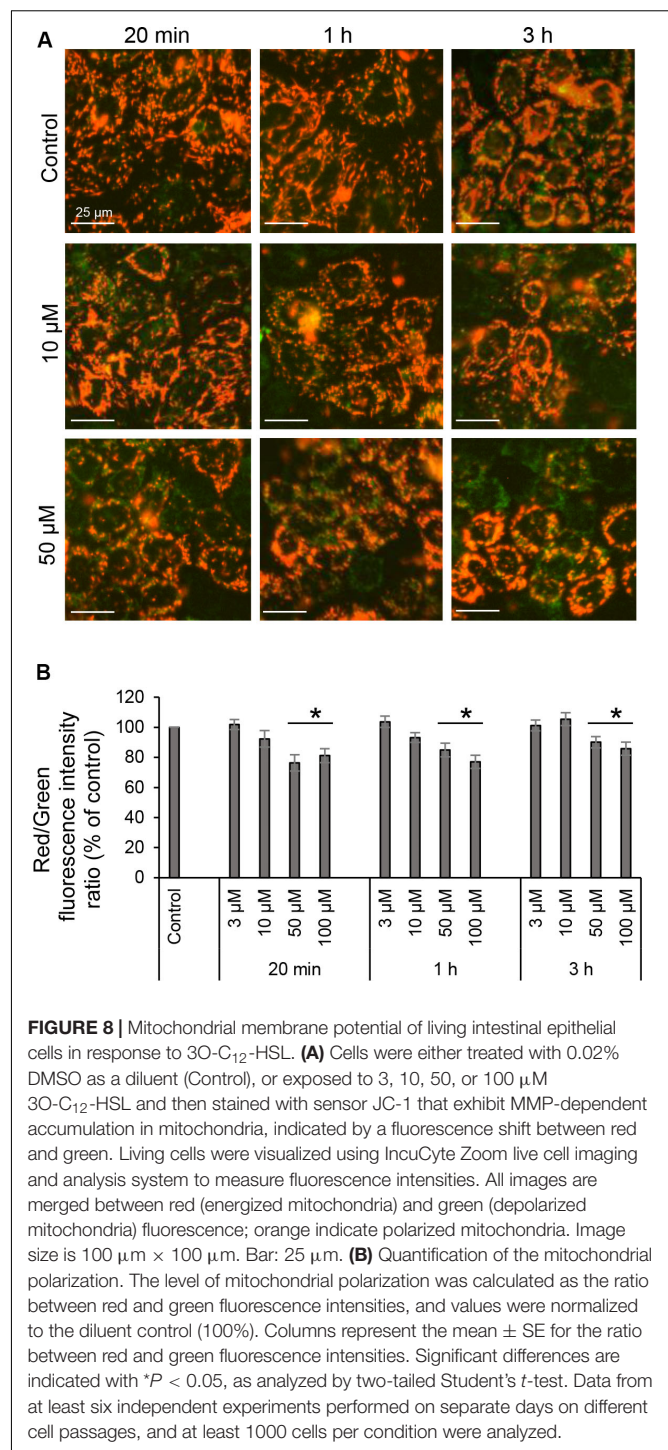 A
20 min
1 h
3 h
Control
25 µm
10 µM
50 µM
B
Red/Green
fluorescence intensity
ratio (% of control)
120
100
80
60
40
20
0
*
*
*
Control
3 µM
10 µM
50 µM
100 µM
3 µM
10 µM
50 µM
100 µM
3 µM
10 µM
50 µM
100 µM
20 min
1 h
3 h
FIGURE 8 | Mitochondrial membrane potential of living intestinal epithelial
cells in response to 3O-C₁₂-HSL. (A) Cells were either treated with 0.02%
DMSO as a diluent (Control), or exposed to 3, 10, 50, or 100 µM
3O-C₁₂-HSL and then stained with sensor JC-1 that exhibit MMP-dependent
accumulation in mitochondria, indicated by a fluorescence shift between red
and green. Living cells were visualized using IncuCyte Zoom live cell imaging
and analysis system to measure fluorescence intensities. All images are
merged between red (energized mitochondria) and green (depolarized
mitochondria) fluorescence; orange indicate polarized mitochondria. Image
size is 100 µm × 100 µm. Bar: 25 µm. (B) Quantification of the mitochondrial
polarization. The level of mitochondrial polarization was calculated as the ratio
between red and green fluorescence intensities, and values were normalized
to the diluent control (100%). Columns represent the mean ± SE for the ratio
between red and green fluorescence intensities. Significant differences are
indicated with *P < 0.05, as analyzed by two-tailed Student's t-test. Data from
at least six independent experiments performed on separate days on different
cell passages, and at least 1000 cells per condition were analyzed.